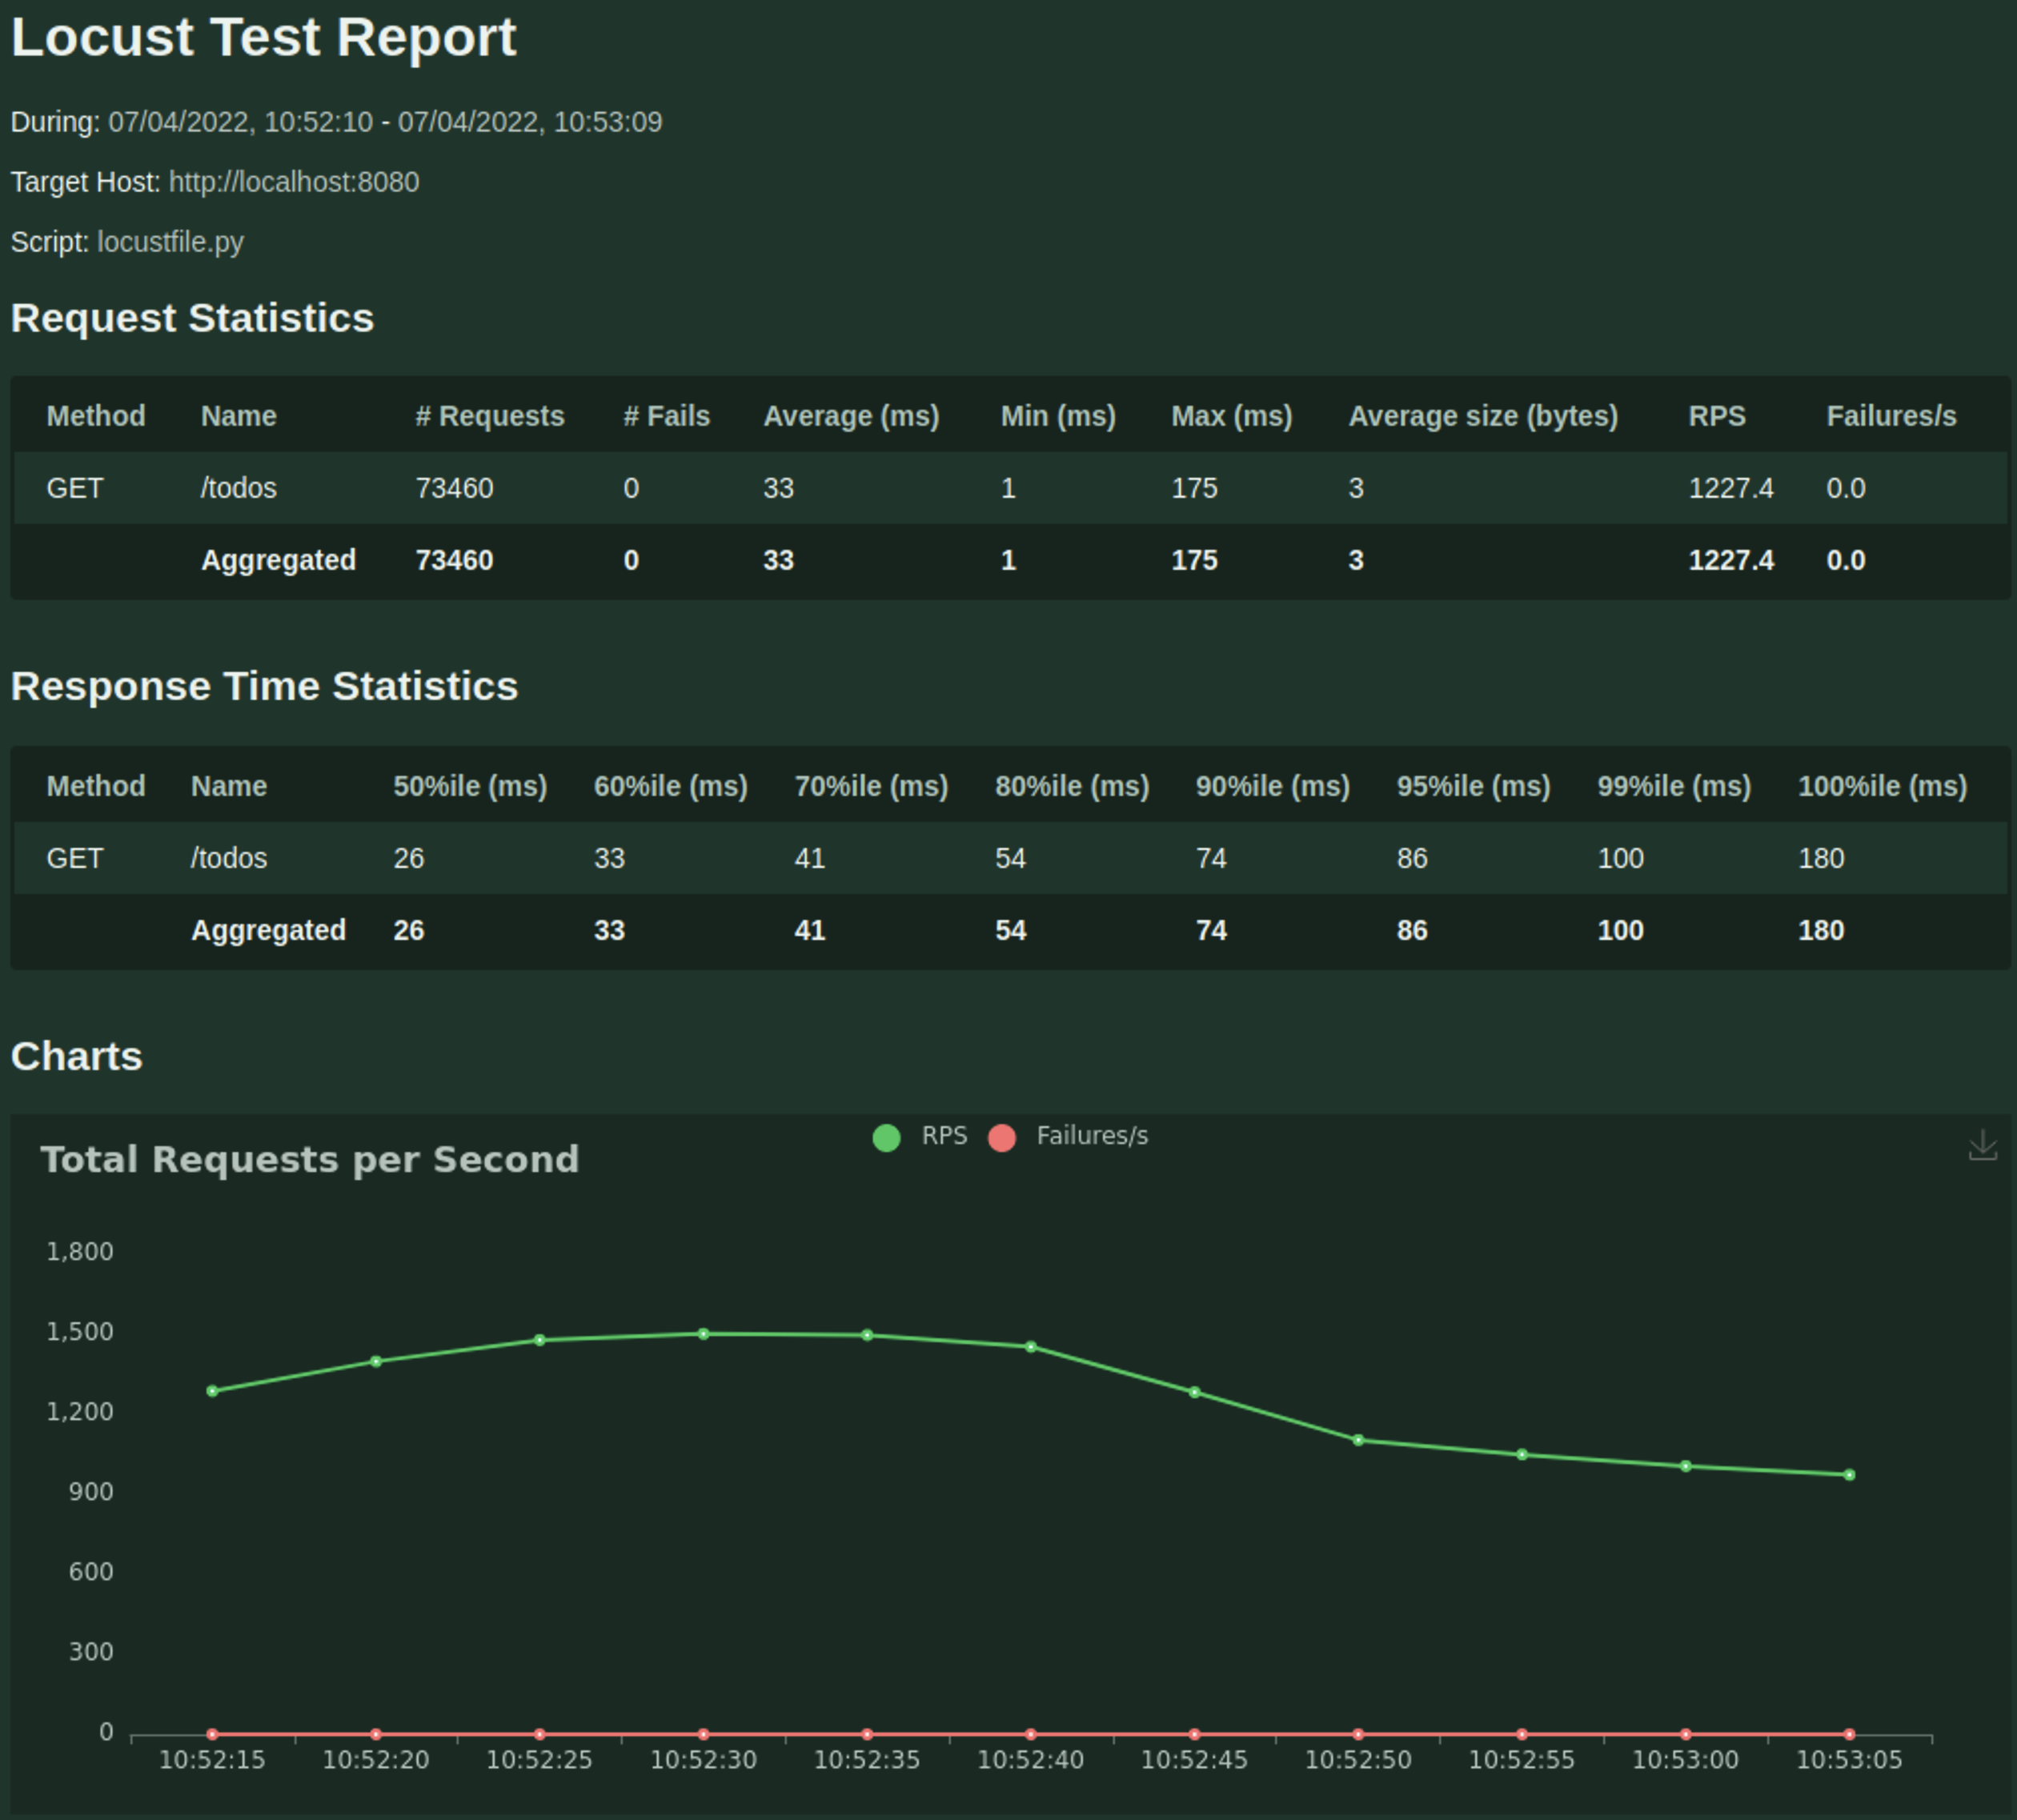 Locust Test Report
During: 07/04/2022, 10:52:10 - 07/04/2022, 10:53:09
Target Host: http://localhost:8080
Script: locustfile.py
Request Statistics
Method Name # Requests # Fails Average (ms) Min (ms) Max (ms) Average size (bytes) RPS Failures/s
GET /todos 73460 0 33 1 175 3 1227.4 0.0
Aggregated 73460 0 33 1 175 3 1227.4 0.0
Response Time Statistics
Method Name 50%ile (ms) 60%ile (ms) 70%ile (ms) 80%ile (ms) 90%ile (ms) 95%ile (ms) 99%ile (ms) 100%ile (ms)
GET /todos 26 33 41 54 74 86 100 180
Aggregated 26 33 41 54 74 86 100 180
Charts
RPS Failures/s
Total Requests per Second
1,800
1,500
1,200
900
600
300
0
10:52:15 10:52:20 10:52:25 10:52:30 10:52:35 10:52:40 10:52:45 10:52:50 10:52:55 10:53:00 10:53:05